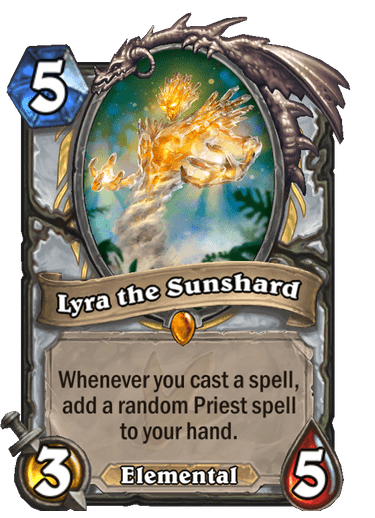 5
Lyra the Sunshard
Whenever you cast a spell,
add a random Priest spell
to your hand.
3
Elemental
5